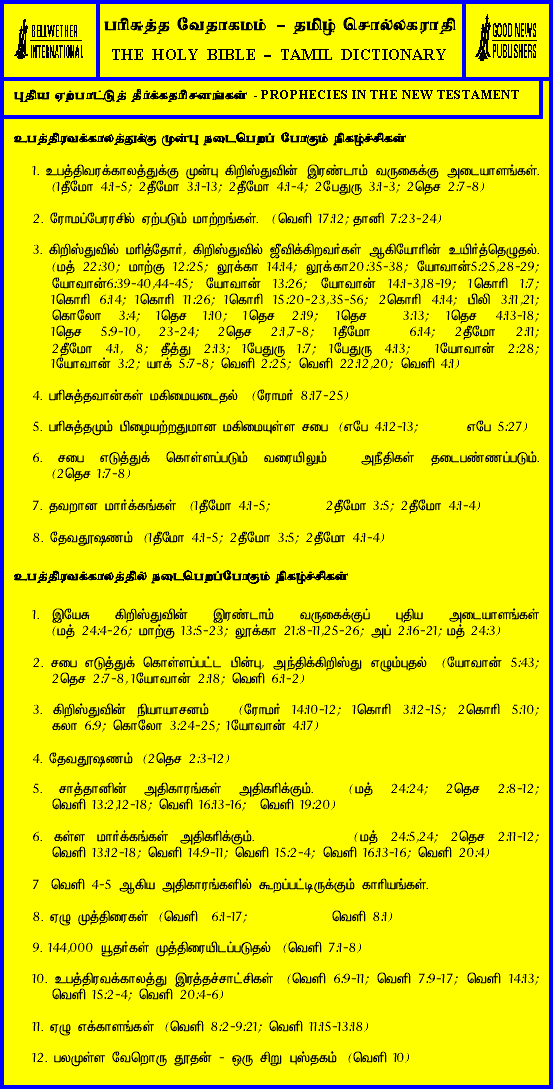 BELLWETHER
INTERNATIONAL
பரிசுத்த வேதாகமம் – தமிழ் சொல்லகராதி
THE HOLY BIBLE – TAMIL DICTIONARY
GOOD NEWS
PUBLISHERS
புதிய ஏற்பாட்டுத் தீர்க்கதரிசனங்கள் - PROPHECIES IN THE NEW TESTAMENT
உபத்திரவக்காலத்துக்கு முன்பு நடைபெறப் போகும் நிகழ்ச்சிகள்
1. உபத்திவரக்காலத்துக்கு முன்பு கிறிஸ்துவின் இரண்டாம் வருகைக்கு அடையாளங்கள்.
(1தீமோ 4:1-5; 2தீமோ 3:1-13; 2தீமோ 4:1-4; 2பேதுரு 3:1-3; 2தெச 2:7-8)
2. ரோமப்பேரரசில் ஏற்படும் மாற்றங்கள். (வெளி 17:12; தானி 7:23-24)
3. கிறிஸ்துவில் மரித்தோர், கிறிஸ்துவில் ஜீவிக்கிறவர்கள் ஆகியோரின் உயிர்த்தெழுதல்.
(மத் 22:30; மாற்கு 12:25; லூக்கா 14:14; லூக்கா20:35-38; யோவான்5:25,28-29;
யோவான்6:39-40,44-45; யோவான் 13:26; யோவான் 14:1-3,18-19; 1கொரி 1:7;
1கொரி 6:14; 1கொரி 11:26; 1கொரி 15:20-23,35-56; 2கொரி 4:14; பிலி 3:11,21;
கொலோ 3:4; 1தெச 1:10; 1தெச 2:19; 1தெச 3:13; 1தெச 4:13-18;
1தெச 5:9-10, 23-24; 2தெச 2:1,7-8; 1தீமோ 6:14; 2தீமோ 2:11;
2தீமோ 4:1, 8; தீத்து 2:13; 1பேதுரு 1:7; 1பேதுரு 4:13; 1யோவான் 2:28;
1யோவான் 3:2; யாக் 5:7-8; வெளி 2:25; வெளி 22:12,20; வெளி 4:1)
4. பரிசுத்தவான்கள் மகிமையடைதல் (ரோமர் 8:17-25)
5. பரிசுத்தமும் பிழையற்றதுமான மகிமையுள்ள சபை (எபே 4:12-13; எபே 5:27)
6. சபை எடுத்துக் கொள்ளப்படும் வரையிலும் அநீதிகள் தடைபண்ணப்படும்.
(2தெச 1:7-8)
7. தவறான மார்க்கங்கள் (1தீமோ 4:1-5; 2தீமோ 3:5; 2தீமோ 4:1-4)
8. தேவதூஷணம் (1தீமோ 4:1-5; 2தீமோ 3:5; 2தீமோ 4:1-4)
உபத்திரவக்காலத்தில் நடைபெறப்போகும் நிகழ்ச்சிகள்
1. இயேசு கிறிஸ்துவின் இரண்டாம் வருகைக்குப் புதிய அடையாளங்கள்
(மத் 24:4-26; மாற்கு 13:5-23; லூக்கா 21:8-11,25-26; அப் 2:16-21; மத் 24:3)
2. சபை எடுத்துக் கொள்ளப்பட்ட பின்பு, அந்திக்கிறிஸ்து எழும்புதல் (யோவான் 5:43;
2தெச 2:7-8,1யோவான் 2:18; வெளி 6:1-2)
3. கிறிஸ்துவின் நியாயாசனம் (ரோமர் 14:10-12; 1கொரி 3:12-15; 2கொரி 5:10;
கலா 6:9; கொலோ 3:24-25; 1யோவான் 4:17)
4. தேவதூஷணம் (2தெச 2:3-12)
5. சாத்தானின் அதிகாரங்கள் அதிகரிக்கும். (மத் 24:24; 2தெச 2:8-12;
வெளி 13:2,12-18; வெளி 16:13-16; வெளி 19:20)
6. கள்ள மார்க்கங்கள் அதிகரிக்கும். (மத் 24:5,24; 2தெச 2:11-12;
வெளி 13:12-18; வெளி 14:9-11; வெளி 15:2-4; வெளி 16:13-16; வெளி 20:4)
7 வெளி 4-5 ஆகிய அதிகாரங்களில் கூறப்பட்டிருக்கும் காரியங்கள்.
8. ஏழு முத்திரைகள் (வெளி 6:1-17; வெளி 8:1)
9. 144,000 யூதர்கள் முத்திரையிடப்படுதல் (வெளி 7:1-8)
10. உபத்திரவக்காலத்து இரத்தச்சாட்சிகள் (வெளி 6:9-11; வெளி 7:9-17; வெளி 14:13;
வெளி 15:2-4; வெளி 20:4-6)
11. ஏழு எக்காளங்கள் (வெளி 8:2-9:21; வெளி 11:15-13:18)
12. பலமுள்ள வேறொரு தூதன் - ஒரு சிறு புஸ்தகம் (வெளி 10)